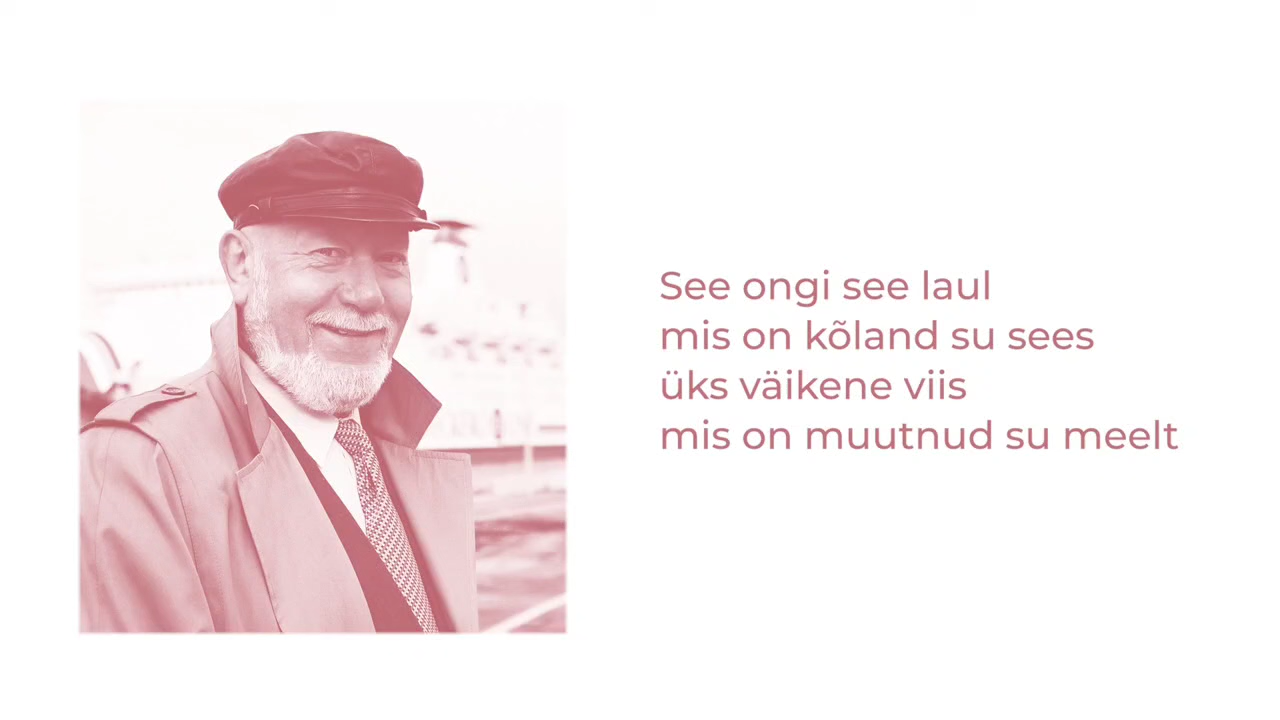 See ongi see laul
mis on kõland su sees
üks väikene viis
mis on muutnud su meelt